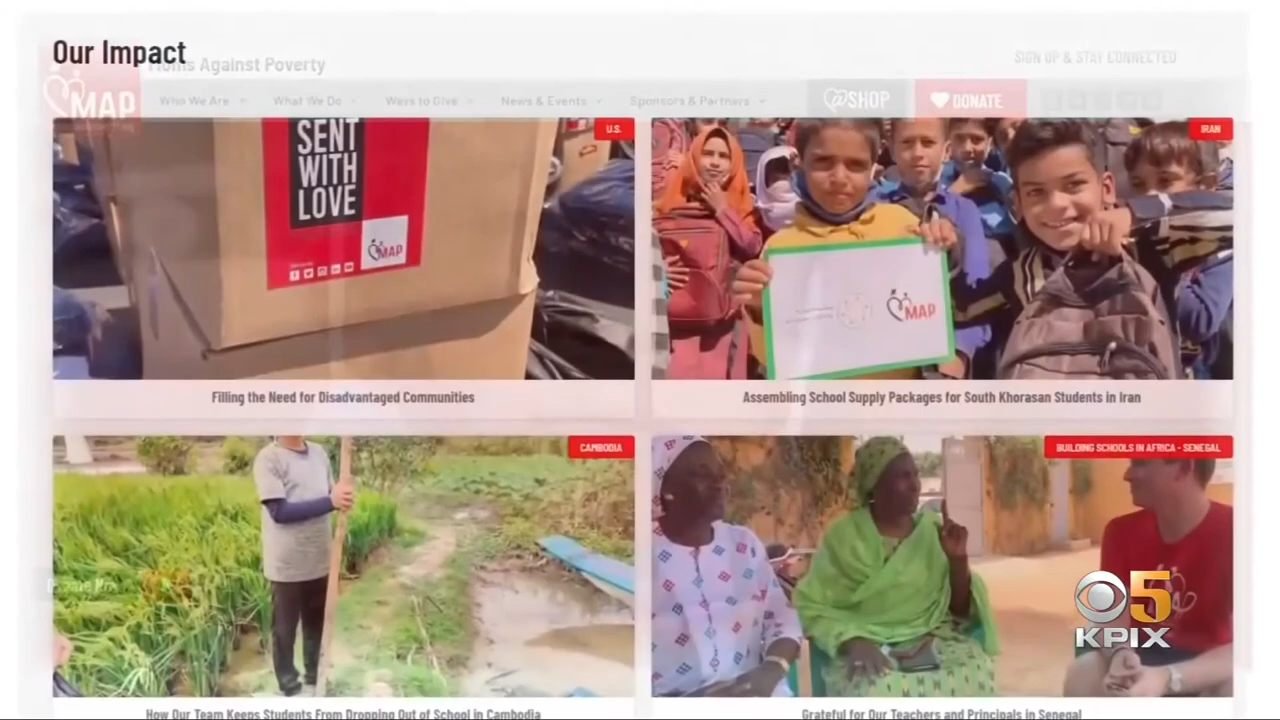 Our Impact
Moms Against Poverty
SIGN UP & STAY CONNECTED
MAP
Who We Are
What We Do
Ways to Give
News & Events
Sponsors & Partners
@SHOP
DONATE
SENT
WITH
LOVE
MAP
U.S.
IRAN
MAP
Filling the Need for Disadvantaged Communities
Assembling School Supply Packages for South Khorasan Students in Iran
CAMBODIA
BUILDING SCHOOLS IN AFRICA - SENEGAL
5
KPIX
How Our Team Keeps Students From Dropping Out of School in Cambodia
Grateful for Our Teachers and Principals in Senegal